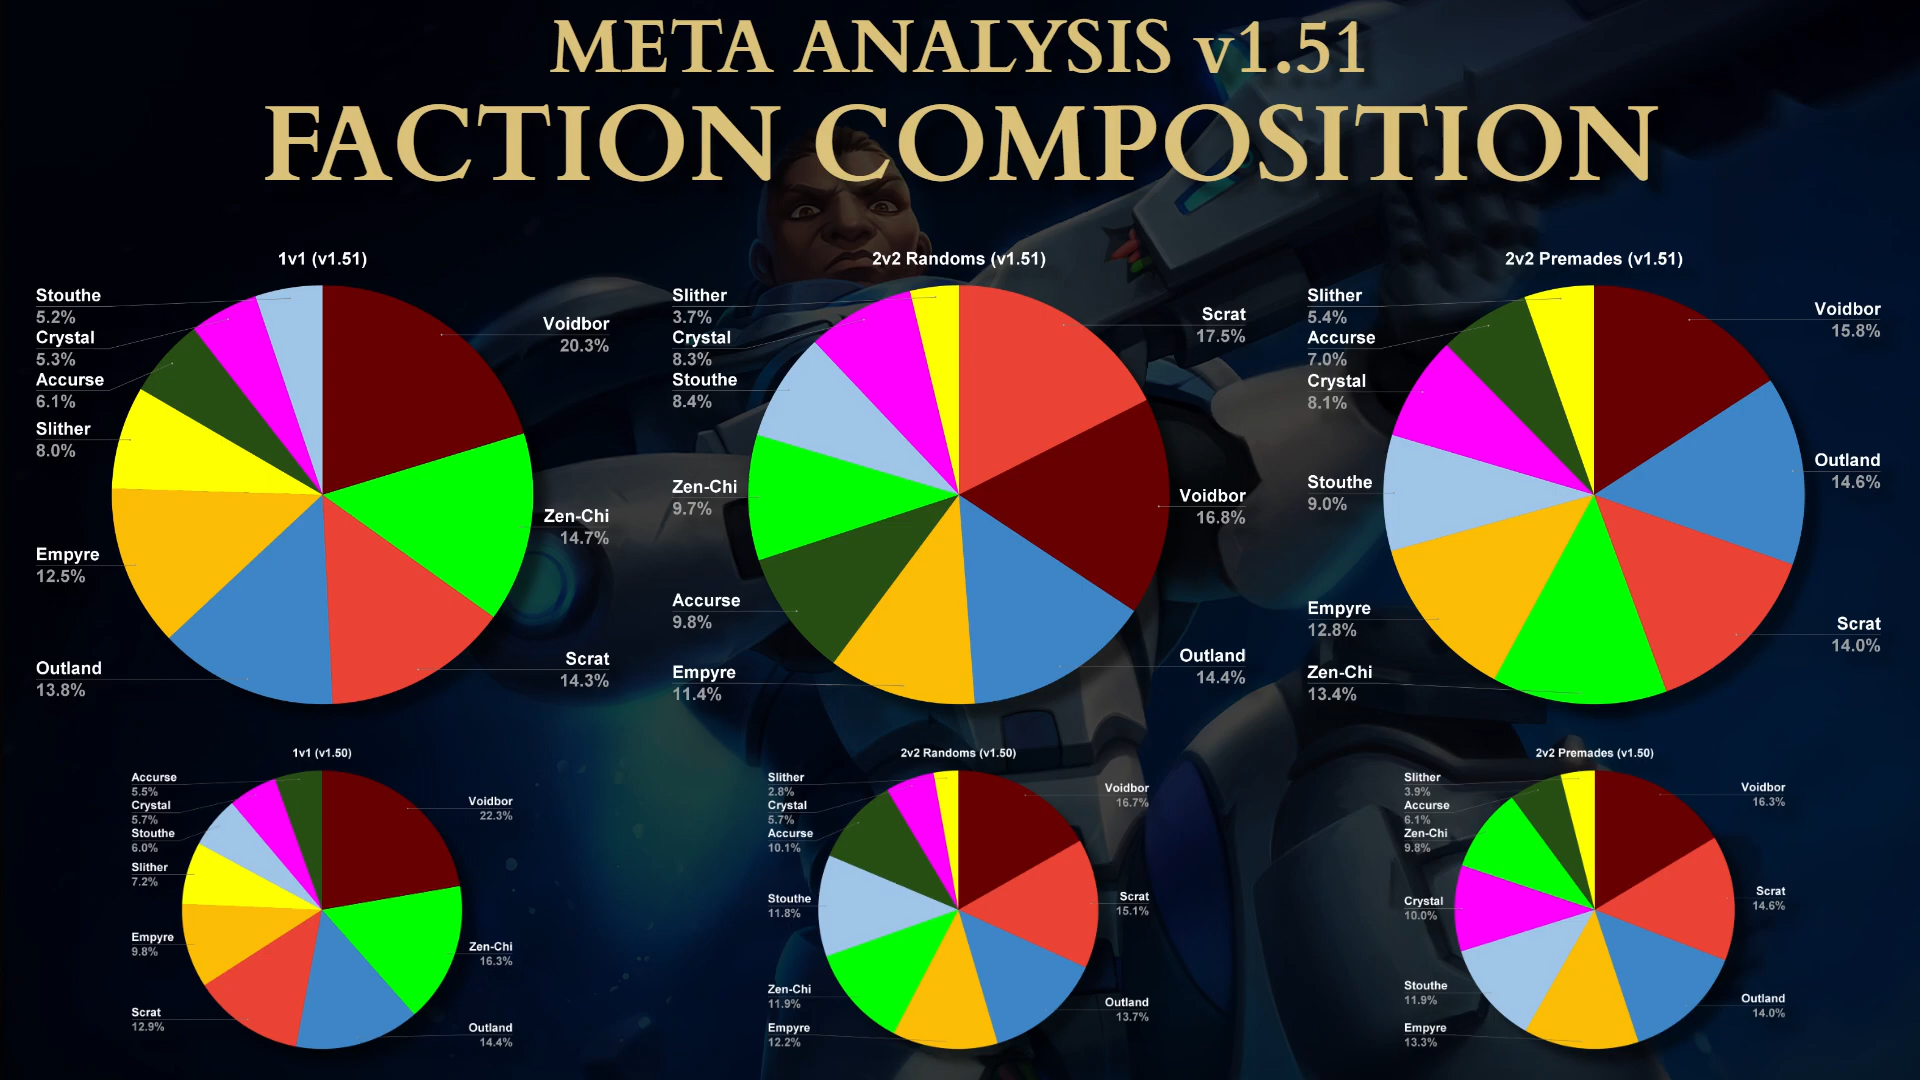 META ANALYSIS v1.51
FACTION COMPOSITION
1v1 (v1.51)
Stouthe
5.2%
Crystal
5.3%
Accurse
6.1%
Slither
8.0%
Empyre
12.5%
Outland
13.8%
Voidbor
20.3%
Zen-Chi
14.7%
Scrat
14.3%
2v2 Randoms (v1.51)
Slither
3.7%
Crystal
8.3%
Stouthe
8.4%
Zen-Chi
9.7%
Accurse
9.8%
Empyre
11.4%
Scrat
17.5%
Voidbor
16.8%
Outland
14.4%
2v2 Premades (v1.51)
Slither
5.4%
Accurse
7.0%
Crystal
8.1%
Stouthe
9.0%
Empyre
12.8%
Zen-Chi
13.4%
Voidbor
15.8%
Outland
14.6%
Scrat
14.0%
1v1 (v1.50)
Accurse
5.5%
Crystal
5.7%
Stouthe
6.0%
Slither
7.2%
Empyre
9.8%
Scrat
12.9%
Voidbor
22.3%
Zen-Chi
16.3%
Outland
14.4%
2v2 Randoms (v1.50)
Slither
2.8%
Crystal
5.7%
Accurse
10.1%
Stouthe
11.8%
Zen-Chi
11.9%
Empyre
12.2%
Voidbor
16.7%
Scrat
15.1%
Outland
13.7%
2v2 Premades (v1.50)
Slither
3.9%
Accurse
6.1%
Zen-Chi
9.8%
Crystal
10.0%
Stouthe
11.9%
Empyre
13.3%
Voidbor
16.3%
Scrat
14.6%
Outland
14.0%